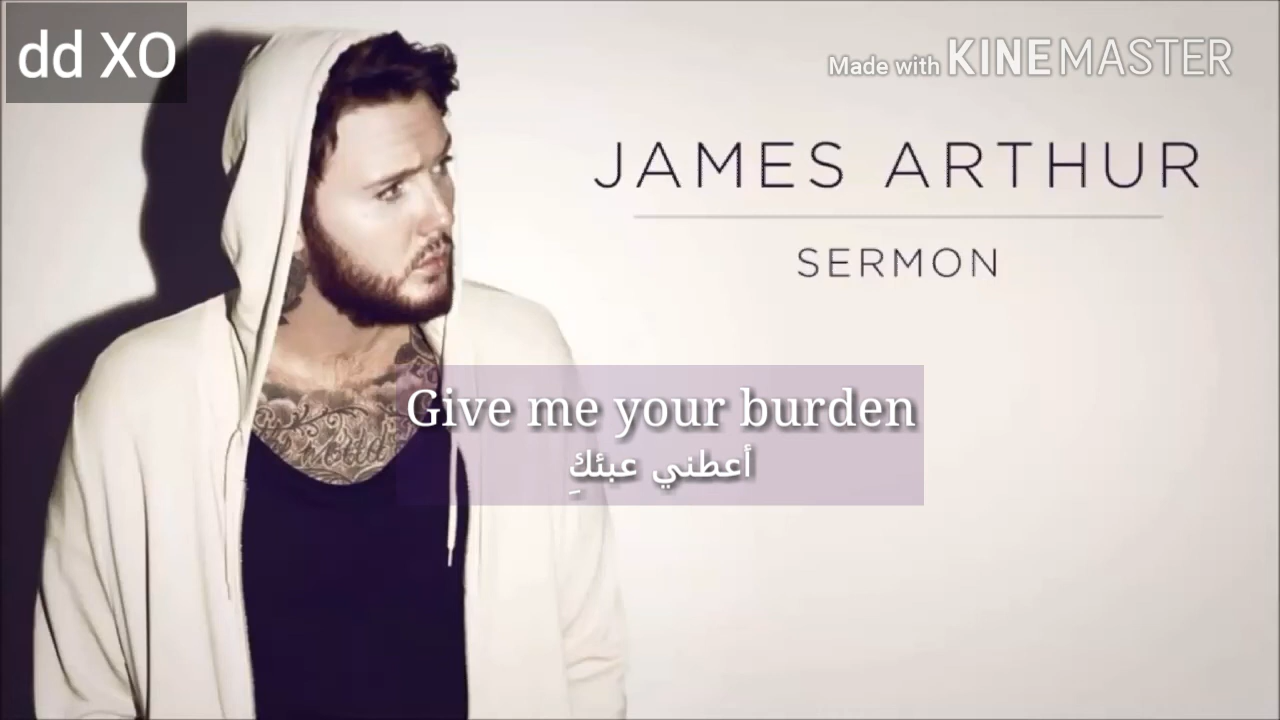 dd XO
Made with KINEMASTER
JAMES ARTHUR
SERMON
Give me your burden
أعطني عبئكِ